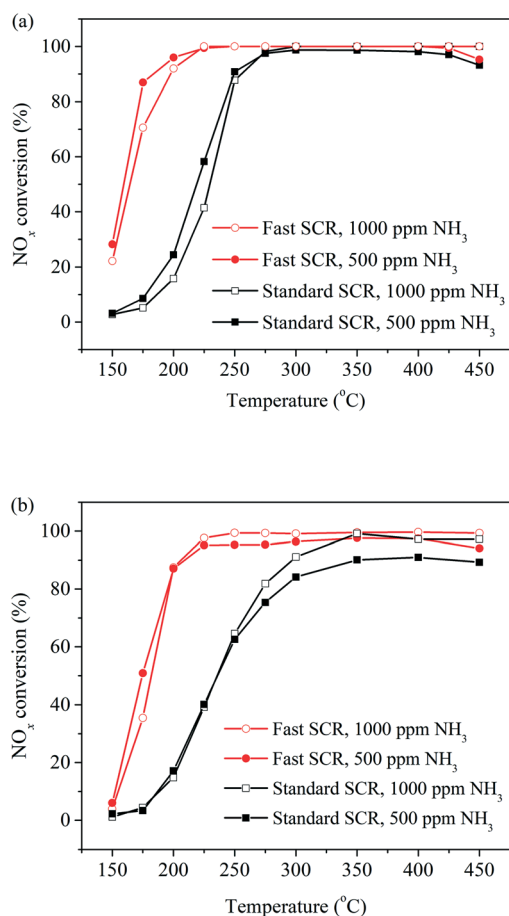 (a)
100
80
60
40
20
0
NOₓ conversion (%)
Fast SCR, 1000 ppm NH₃
Fast SCR, 500 ppm NH₃
Standard SCR, 1000 ppm NH₃
Standard SCR, 500 ppm NH₃
150 200 250 300 350 400 450
Temperature (°C)
(b)
100
80
60
40
20
0
NOₓ conversion (%)
Fast SCR, 1000 ppm NH₃
Fast SCR, 500 ppm NH₃
Standard SCR, 1000 ppm NH₃
Standard SCR, 500 ppm NH₃
150 200 250 300 350 400 450
Temperature (°C)